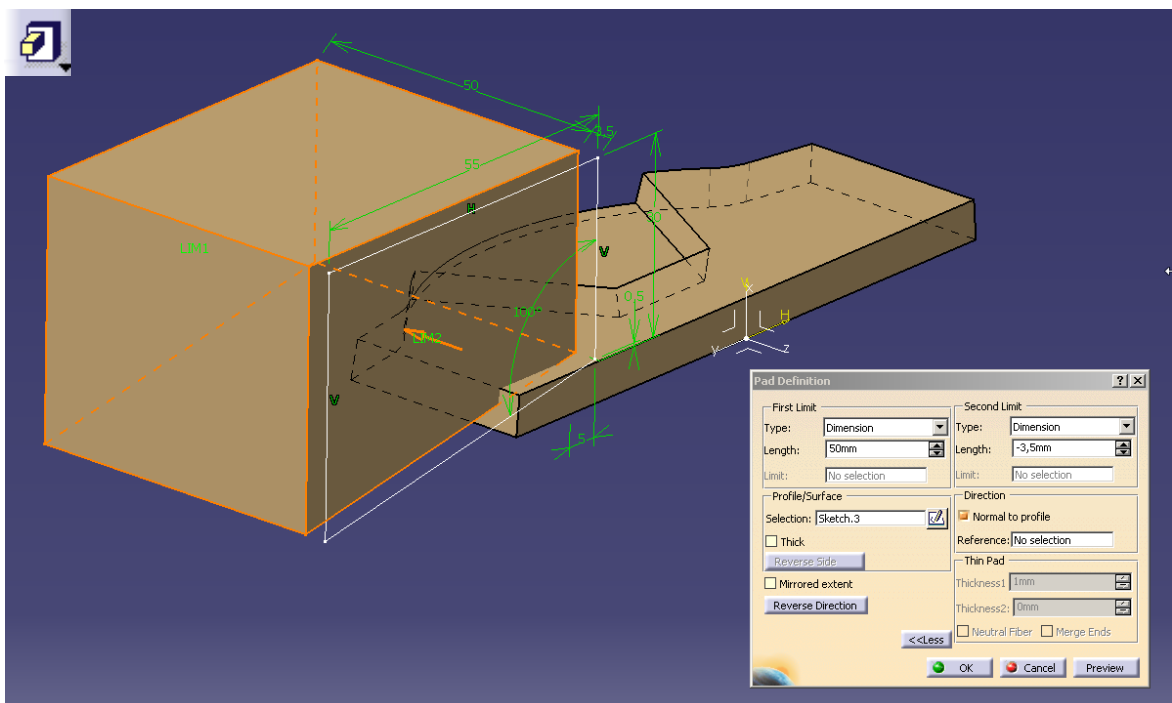 50
3,5
55
H
LIM1
90
V
0,5
100°
LIM2
V
5
V
x
H
y
z
Pad Definition
? X
First Limit
Second Limit
Type: Dimension
Type: Dimension
Length: 50mm
Length: -3,5mm
Limit: No selection
Limit: No selection
Profile/Surface
Direction
Selection: Sketch.3
Normal to profile
Thick
Reference: No selection
Reverse Side
Thin Pad
Mirrored extent
Thickness1 1mm
Reverse Direction
Thickness2: 0mm
<<Less
Neutral Fiber Merge Ends
OK Cancel Preview